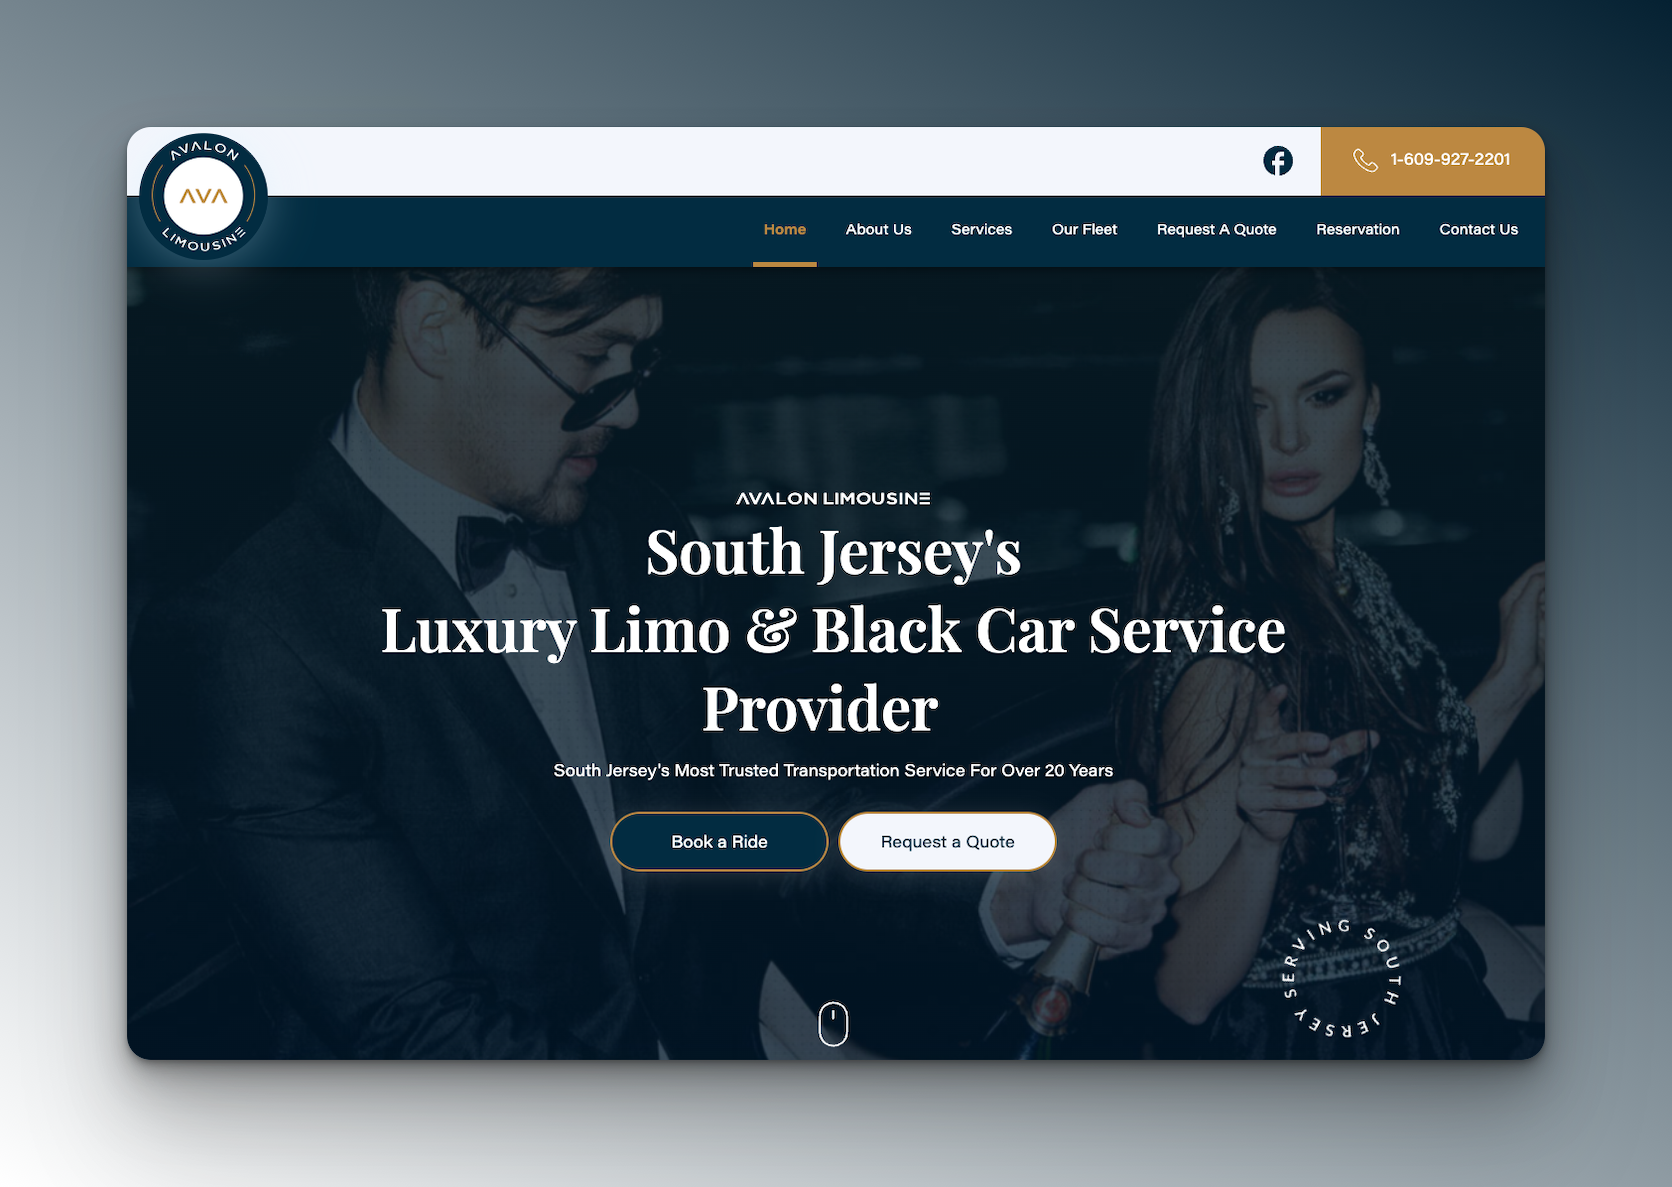 AVALON
AVA
LIMOUSINE
1-609-927-2201
Home
About Us
Services
Our Fleet
Request A Quote
Reservation
Contact Us
AVALON LIMOUSINE
South Jersey's
Luxury Limo & Black Car Service
Provider
South Jersey's Most Trusted Transportation Service For Over 20 Years
Book a Ride
Request a Quote
SERVING SOUTH JERSEY